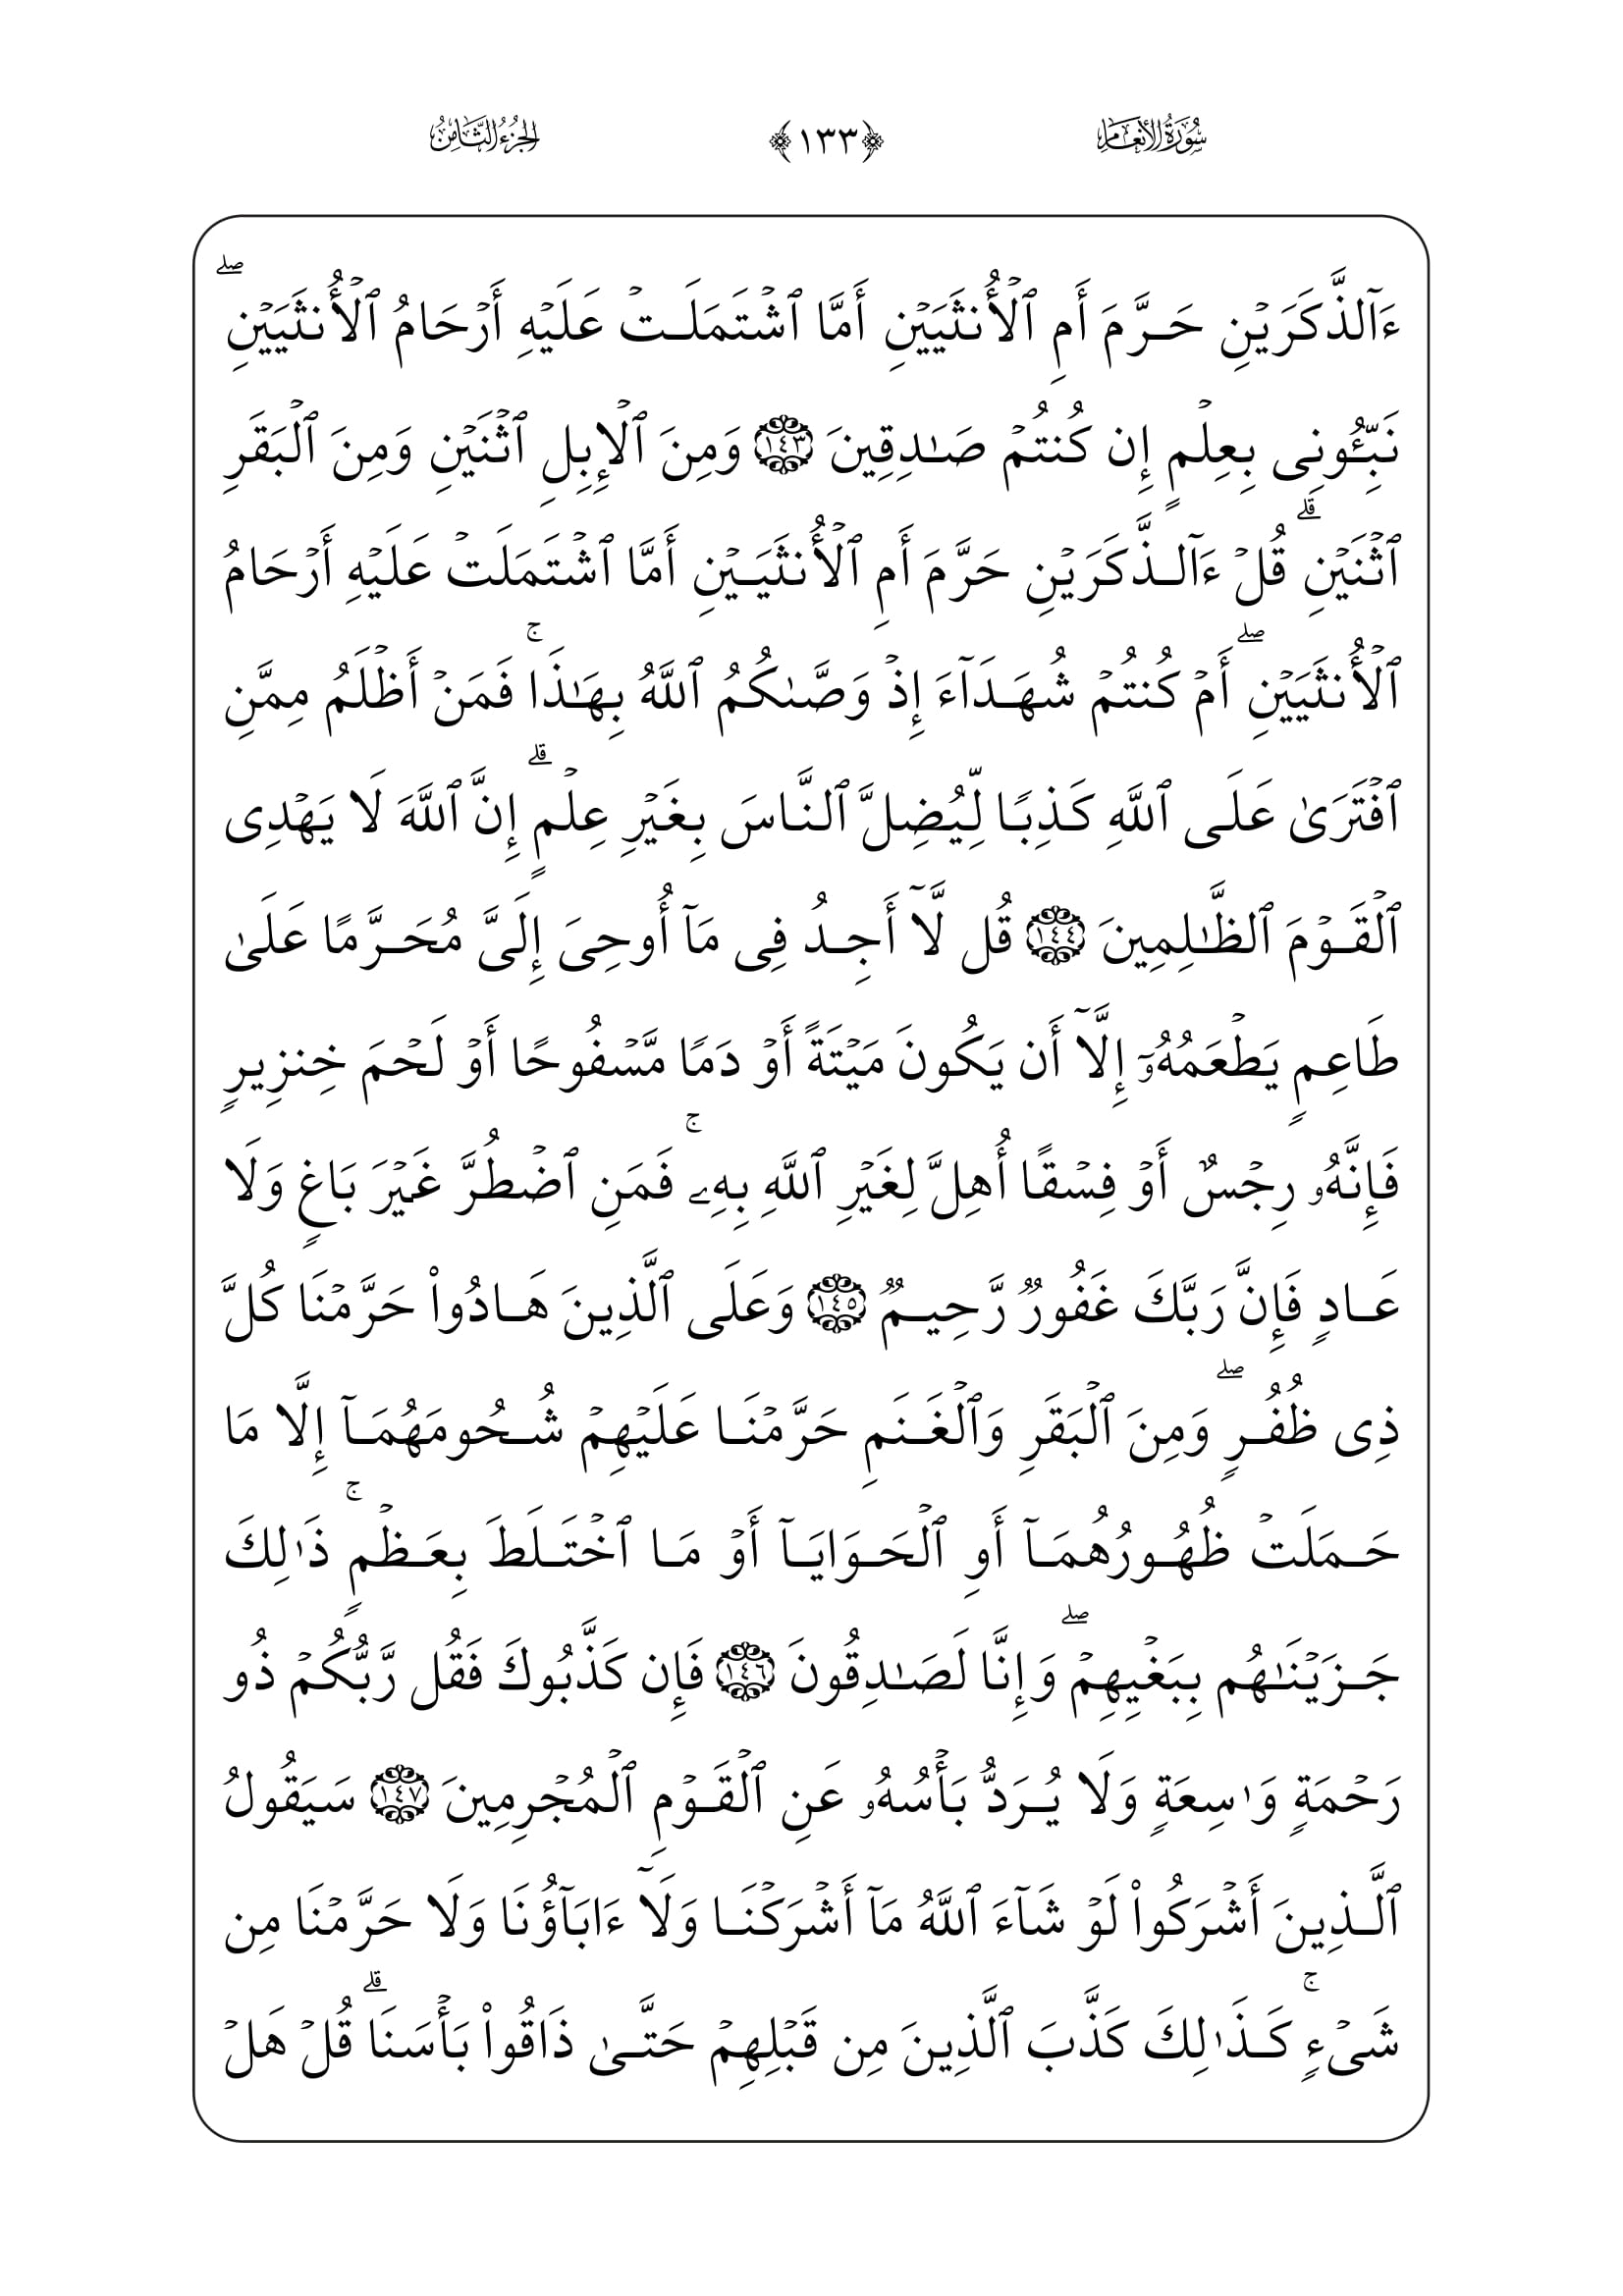 سُورَةُ الأَنْعَامِ ﴿١٣٣﴾ الجُزْءُ الثَّامِنُ
ءَآلذَّكَرَيۡنِ حَرَّمَ أَمِ ٱلۡأُنثَيَيۡنِ أَمَّا ٱشۡتَمَلَتۡ عَلَيۡهِ أَرۡحَامُ ٱلۡأُنثَيَيۡنِۖ
نَبِّـُٔونِى بِعِلۡمٍ إِن كُنتُمۡ صَـٰدِقِينَ ١٤٣ وَمِنَ ٱلۡإِبِلِ ٱثۡنَيۡنِ وَمِنَ ٱلۡبَقَرِ
ٱثۡنَيۡنِۗ قُلۡ ءَآلذَّكَرَيۡنِ حَرَّمَ أَمِ ٱلۡأُنثَيَيۡنِ أَمَّا ٱشۡتَمَلَتۡ عَلَيۡهِ أَرۡحَامُ
ٱلۡأُنثَيَيۡنِۖ أَمۡ كُنتُمۡ شُهَدَآءَ إِذۡ وَصَّىٰكُمُ ٱللَّهُ بِهَـٰذَاۚ فَمَنۡ أَظۡلَمُ مِمَّنِ
ٱفۡتَرَىٰ عَلَى ٱللَّهِ كَذِبًا لِّيُضِلَّ ٱلنَّاسَ بِغَيۡرِ عِلۡمٍۗ إِنَّ ٱللَّهَ لَا يَهۡدِى
ٱلۡقَوۡمَ ٱلظَّـٰلِمِينَ ١٤٤ قُل لَّآ أَجِدُ فِى مَآ أُوحِىَ إِلَىَّ مُحَرَّمًا عَلَىٰ
طَاعِمٍ يَطۡعَمُهُۥٓ إِلَّآ أَن يَكُونَ مَيۡتَةً أَوۡ دَمًا مَّسۡفُوحًا أَوۡ لَحۡمَ خِنزِيرٍ
فَإِنَّهُۥ رِجۡسٌ أَوۡ فِسۡقًا أُهِلَّ لِغَيۡرِ ٱللَّهِ بِهِۦۚ فَمَنِ ٱضۡطُرَّ غَيۡرَ بَاغٍ وَلَا
عَادٍ فَإِنَّ رَبَّكَ غَفُورٌ رَّحِيمٌ ١٤٥ وَعَلَى ٱلَّذِينَ هَادُوا۟ حَرَّمۡنَا كُلَّ
ذِى ظُفُرٍۖ وَمِنَ ٱلۡبَقَرِ وَٱلۡغَنَمِ حَرَّمۡنَا عَلَيۡهِمۡ شُحُومَهُمَآ إِلَّا مَا
حَمَلَتۡ ظُهُورُهُمَآ أَوِ ٱلۡحَوَايَآ أَوۡ مَا ٱخۡتَلَطَ بِعَظۡمٍۚ ذَٰلِكَ
جَزَيۡنَـٰهُم بِبَغۡيِهِمۡۖ وَإِنَّا لَصَـٰدِقُونَ ١٤٦ فَإِن كَذَّبُوكَ فَقُل رَّبُّكُمۡ ذُو
رَحۡمَةٍ وَٰسِعَةٍ وَلَا يُرَدُّ بَأۡسُهُۥ عَنِ ٱلۡقَوۡمِ ٱلۡمُجۡرِمِينَ ١٤٧ سَيَقُولُ
ٱلَّذِينَ أَشۡرَكُوا۟ لَوۡ شَآءَ ٱللَّهُ مَآ أَشۡرَكۡنَا وَلَآ ءَابَآؤُنَا وَلَا حَرَّمۡنَا مِن
شَىۡءٍۚ كَذَٰلِكَ كَذَّبَ ٱلَّذِينَ مِن قَبۡلِهِمۡ حَتَّىٰ ذَاقُوا۟ بَأۡسَنَاۗ قُلۡ هَلۡ